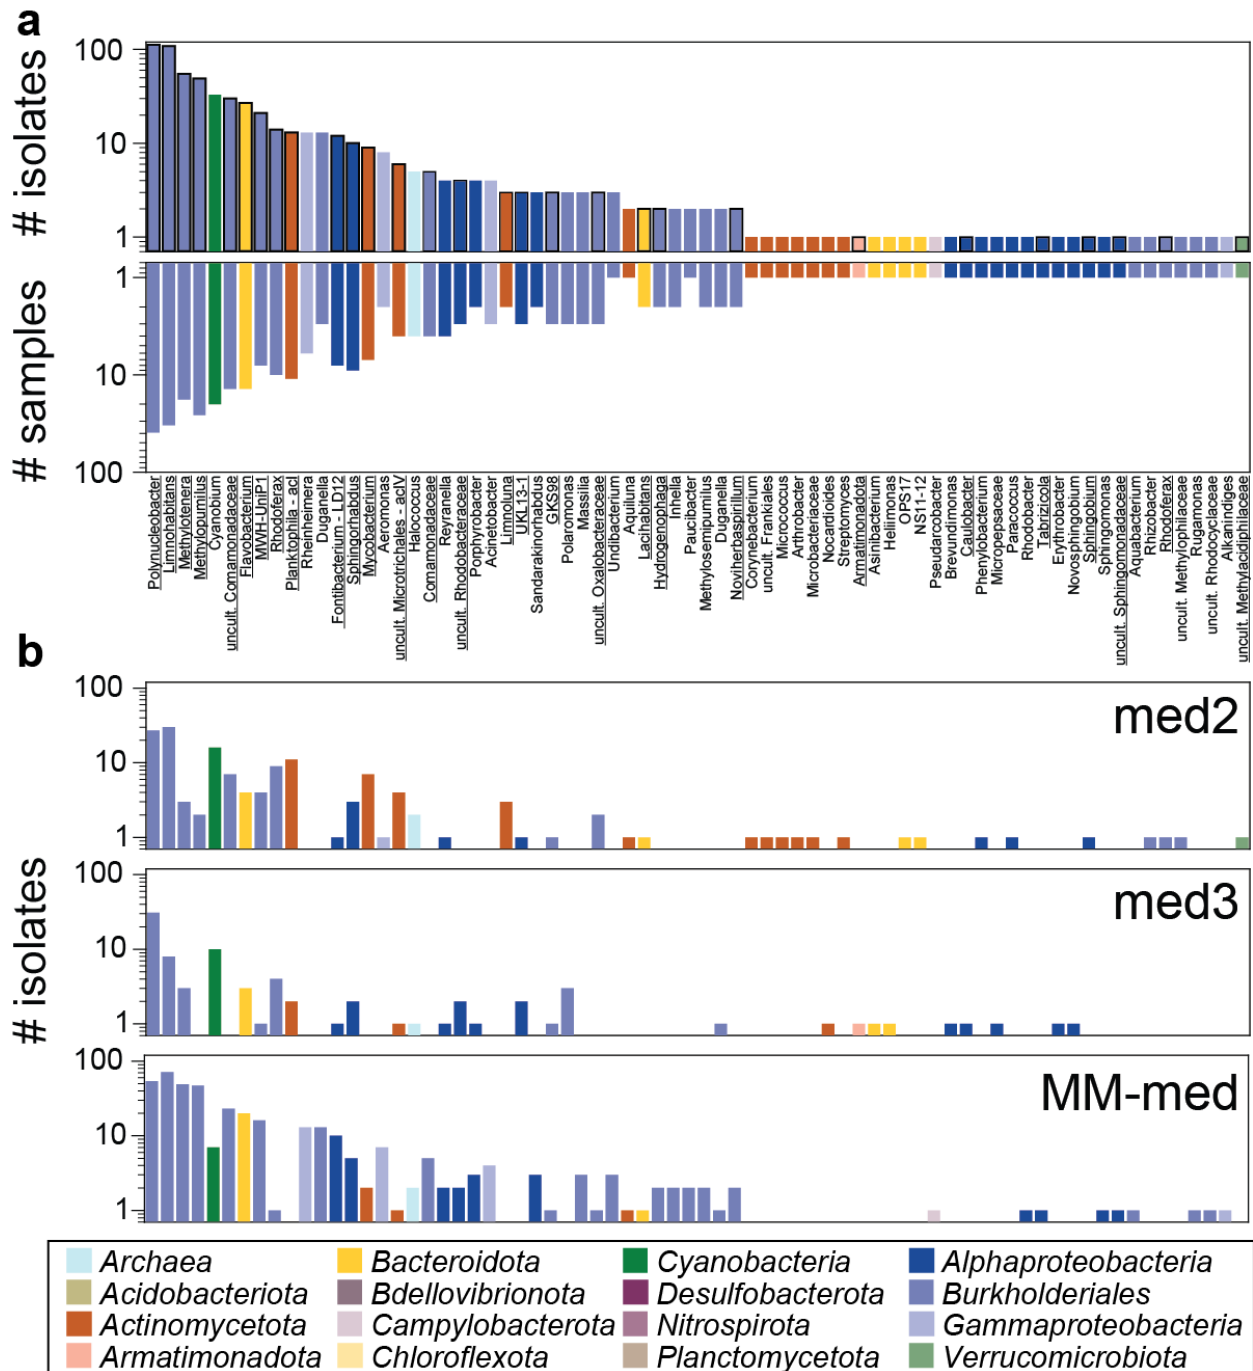 a
# isolates
100
10
1
# samples
1
10
100
Polynucleobacter
Limnohabitans
Methylotenera
Methylopumilus
Cyanobium
uncult. Comamonadaceae
Flavobacterium
MWH-UniP1
Rhodoferax
Planktophila - acI
Rheinheimera
Duganella
Fontibacterium - LD12
Sphingorhabdus
Mycobacterium
Aeromonas
uncult. Microtrichales - acIV
Halococcus
Comamonadaceae
Reyranella
uncult. Rhodobacteraceae
Porphyrobacter
Acinetobacter
Limnoluna
UKL13-1
Sandarakinorhabdus
GKS98
Polaromonas
Massilia
uncult. Oxalobacteraceae
Undibacterium
Aquiluna
Lacihabitans
Hydrogenophaga
Inhella
Paucibacter
Methylosemipumilus
Duganella
Noviherbaspirillum
Corynebacterium
uncult. Frankiales
Micrococcus
Arthrobacter
Microbacteriaceae
Nocardioides
Streptomyces
Armatimonadota
Asinibacterium
Heliimonas
OPS17
NS11-12
Pseudarcobacter
Brevundimonas
Caulobacter
Phenylobacterium
Micropepsaceae
Paracoccus
Rhodobacter
Tabrizicola
Erythrobacter
Novosphingobium
Sphingobium
Sphingomonas
uncult. Sphingomonadaceae
Aquabacterium
Rhizobacter
Rhodoferax
uncult. Methylophilaceae
Rugamonas
uncult. Rhodocyclaceae
Alkanindiges
uncult. Methylacidiphilaceae
b
# isolates
100
10
1
med2
100
10
1
med3
100
10
1
MM-med
Archaea Bacteroidota Cyanobacteria Alphaproteobacteria
Acidobacteriota Bdellovibrionota Desulfobacterota Burkholderiales
Actinomycetota Campylobacterota Nitrospirota Gammaproteobacteria
Armatimonadota Chloroflexota Planctomycetota Verrucomicrobiota